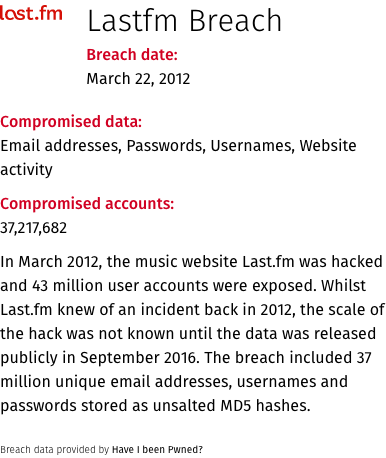 last.fm
Lastfm Breach
Breach date:
March 22, 2012
Compromised data:
Email addresses, Passwords, Usernames, Website
activity
Compromised accounts:
37,217,682
In March 2012, the music website Last.fm was hacked
and 43 million user accounts were exposed. Whilst
Last.fm knew of an incident back in 2012, the scale of
the hack was not known until the data was released
publicly in September 2016. The breach included 37
million unique email addresses, usernames and
passwords stored as unsalted MD5 hashes.
Breach data provided by Have I been Pwned?